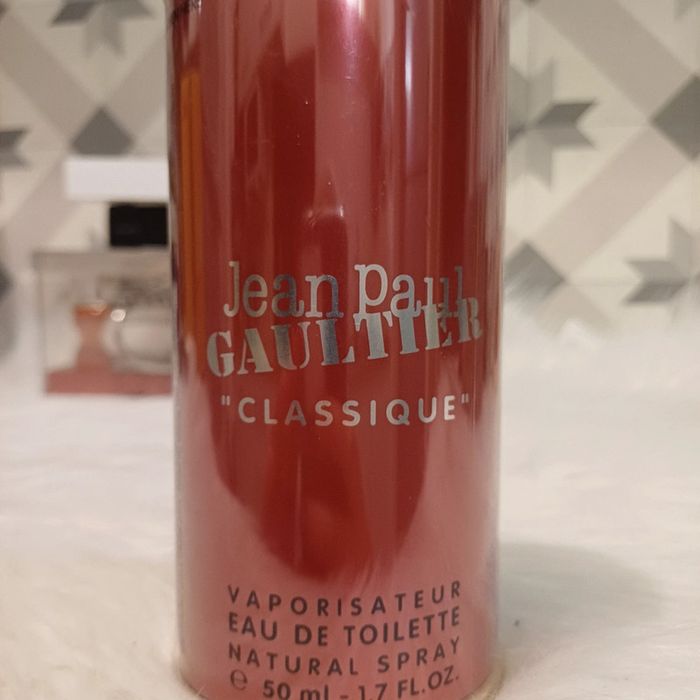 Jean Paul
GAULTIER
"CLASSIQUE"
VAPORISATEUR
EAU DE TOILETTE
NATURAL SPRAY
e 50 ml - 1.7 FL.OZ.